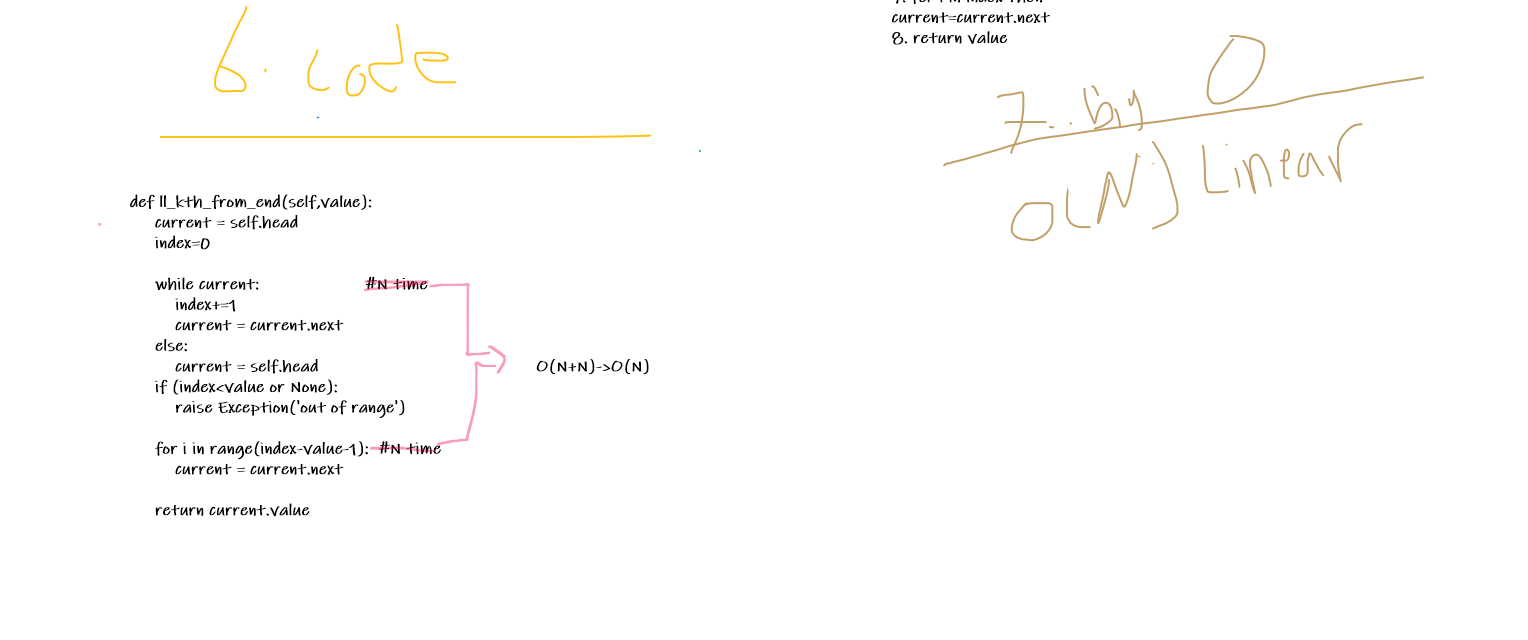 6. code
def ll_kth_from_end(self,value):
current = self.head
index=0
while current: #N time
index+=1
current = current.next
else:
current = self.head
if (index<value or None):
raise Exception('out of range')
for i in range(index-value-1): #N time
current = current.next
return current.value
O(N+N)->O(N)
current=current.next
8. return value
7. big O
O(N) Linear